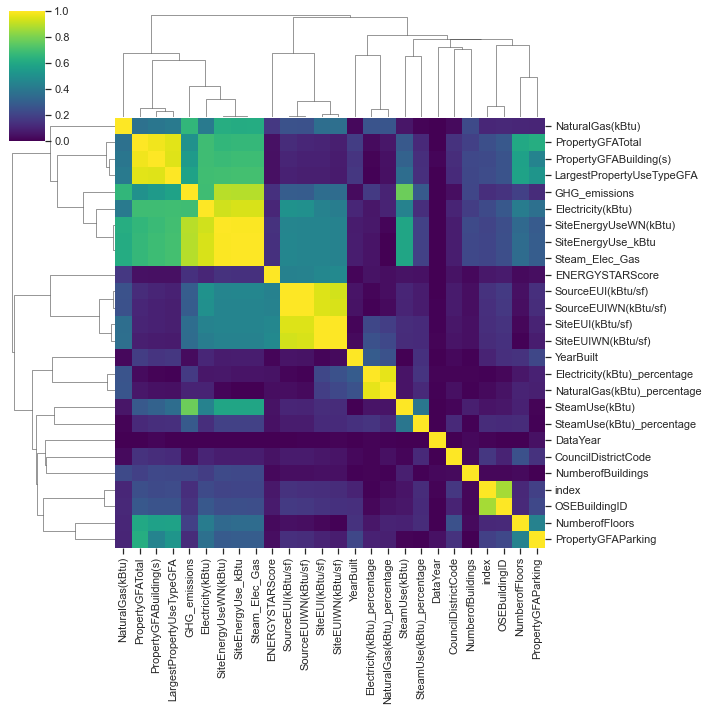 1.0
0.8
0.6
0.4
0.2
0.0
NaturalGas(kBtu)
PropertyGFATotal
PropertyGFABuilding(s)
LargestPropertyUseTypeGFA
GHG_emissions
Electricity(kBtu)
SiteEnergyUseWN(kBtu)
SiteEnergyUse_kBtu
Steam_Elec_Gas
ENERGYSTARScore
SourceEUI(kBtu/sf)
SourceEUIWN(kBtu/sf)
SiteEUI(kBtu/sf)
SiteEUIWN(kBtu/sf)
YearBuilt
Electricity(kBtu)_percentage
NaturalGas(kBtu)_percentage
SteamUse(kBtu)
SteamUse(kBtu)_percentage
DataYear
CouncilDistrictCode
NumberofBuildings
index
OSEBuildingID
NumberofFloors
PropertyGFAParking
NaturalGas(kBtu)
PropertyGFATotal
PropertyGFABuilding(s)
LargestPropertyUseTypeGFA
GHG_emissions
Electricity(kBtu)
SiteEnergyUseWN(kBtu)
SiteEnergyUse_kBtu
Steam_Elec_Gas
ENERGYSTARScore
SourceEUI(kBtu/sf)
SourceEUIWN(kBtu/sf)
SiteEUI(kBtu/sf)
SiteEUIWN(kBtu/sf)
YearBuilt
Electricity(kBtu)_percentage
NaturalGas(kBtu)_percentage
SteamUse(kBtu)
SteamUse(kBtu)_percentage
DataYear
CouncilDistrictCode
NumberofBuildings
index
OSEBuildingID
NumberofFloors
PropertyGFAParking